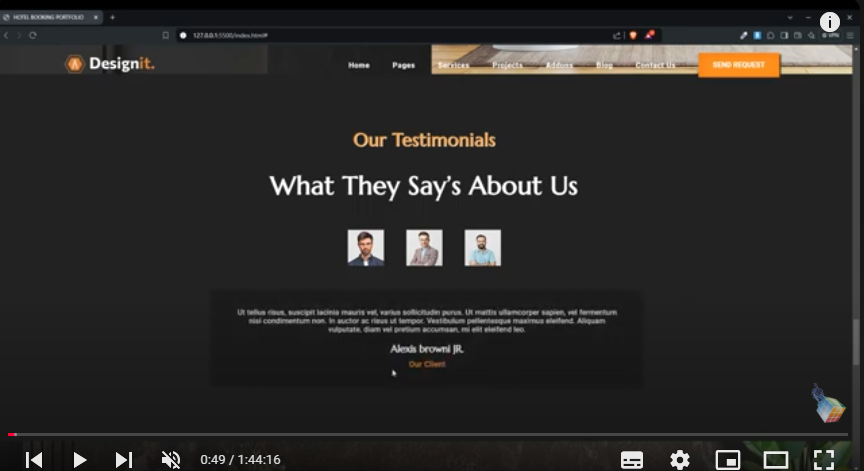 HOTEL BOOKING PORTFOLIO
127.0.0.1:5500/index.html#
VPN
Designit.
Home Pages Services Projects Addons Blog Contact Us SEND REQUEST
Our Testimonials
What They Say's About Us
Ut tellus risus, suscipit lacinia mauris vel, varius sollicitudin purus. Ut mattis ullamcorper sapien, vel fermentum
nisi condimentum non. In auctor ac risus ut tempor. Vestibulum pellentesque maximus eleifend. Aliquam
vulputate, diam vel pretium accumsan, mi elit eleifend leo.
Alexis browni JR.
Our Client
0:49 / 1:44:16